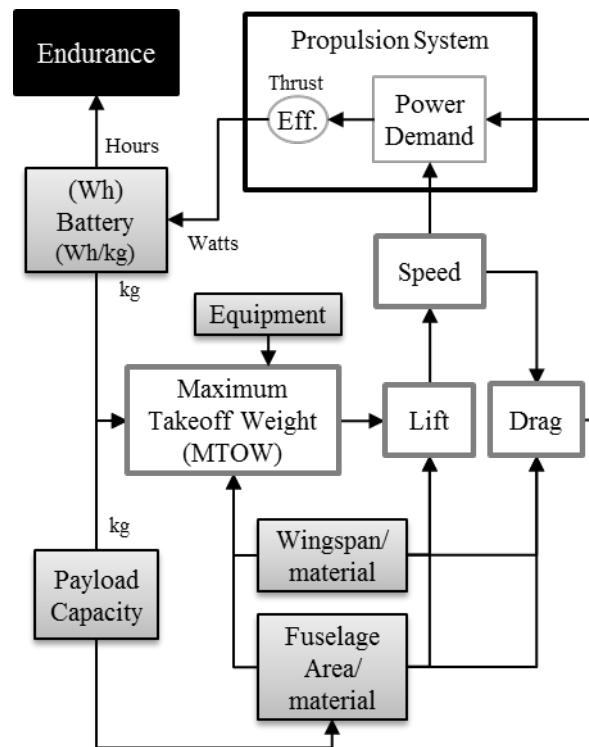 Endurance
Propulsion System
Thrust
Eff.
Power
Demand
Hours
(Wh)
Battery
(Wh/kg)
Watts
kg
Speed
Equipment
Maximum
Takeoff Weight
(MTOW)
Lift
Drag
kg
Wingspan/
material
Payload
Capacity
Fuselage
Area/
material